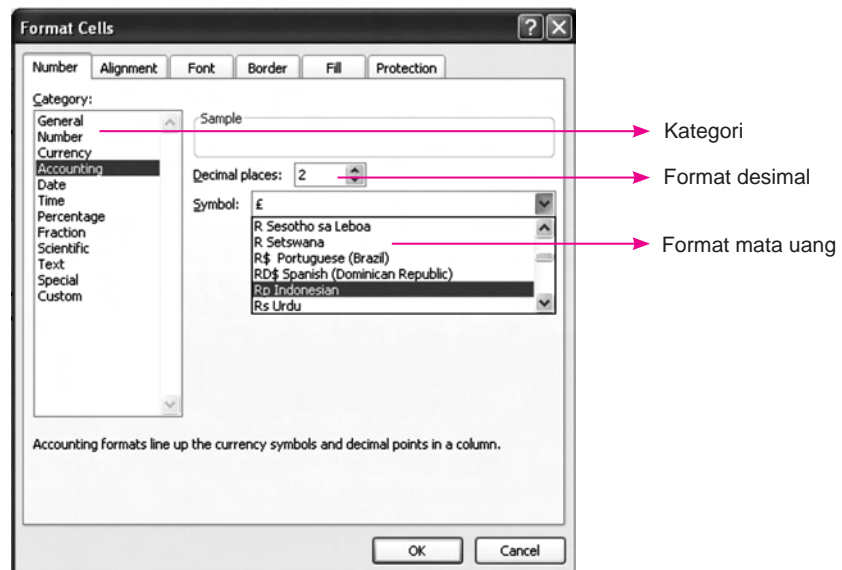 Format Cells
Number Alignment Font Border Fill Protection
Category:
General
Number
Currency
Accounting
Date
Time
Percentage
Fraction
Scientific
Text
Special
Custom
Sample
Decimal places: 2
Symbol: £
R Sesotho sa Leboa
R Setswana
R$ Portuguese (Brazil)
RD$ Spanish (Dominican Republic)
Rp Indonesian
Rs Urdu
Accounting formats line up the currency symbols and decimal points in a column.
OK Cancel
Kategori
Format desimal
Format mata uang